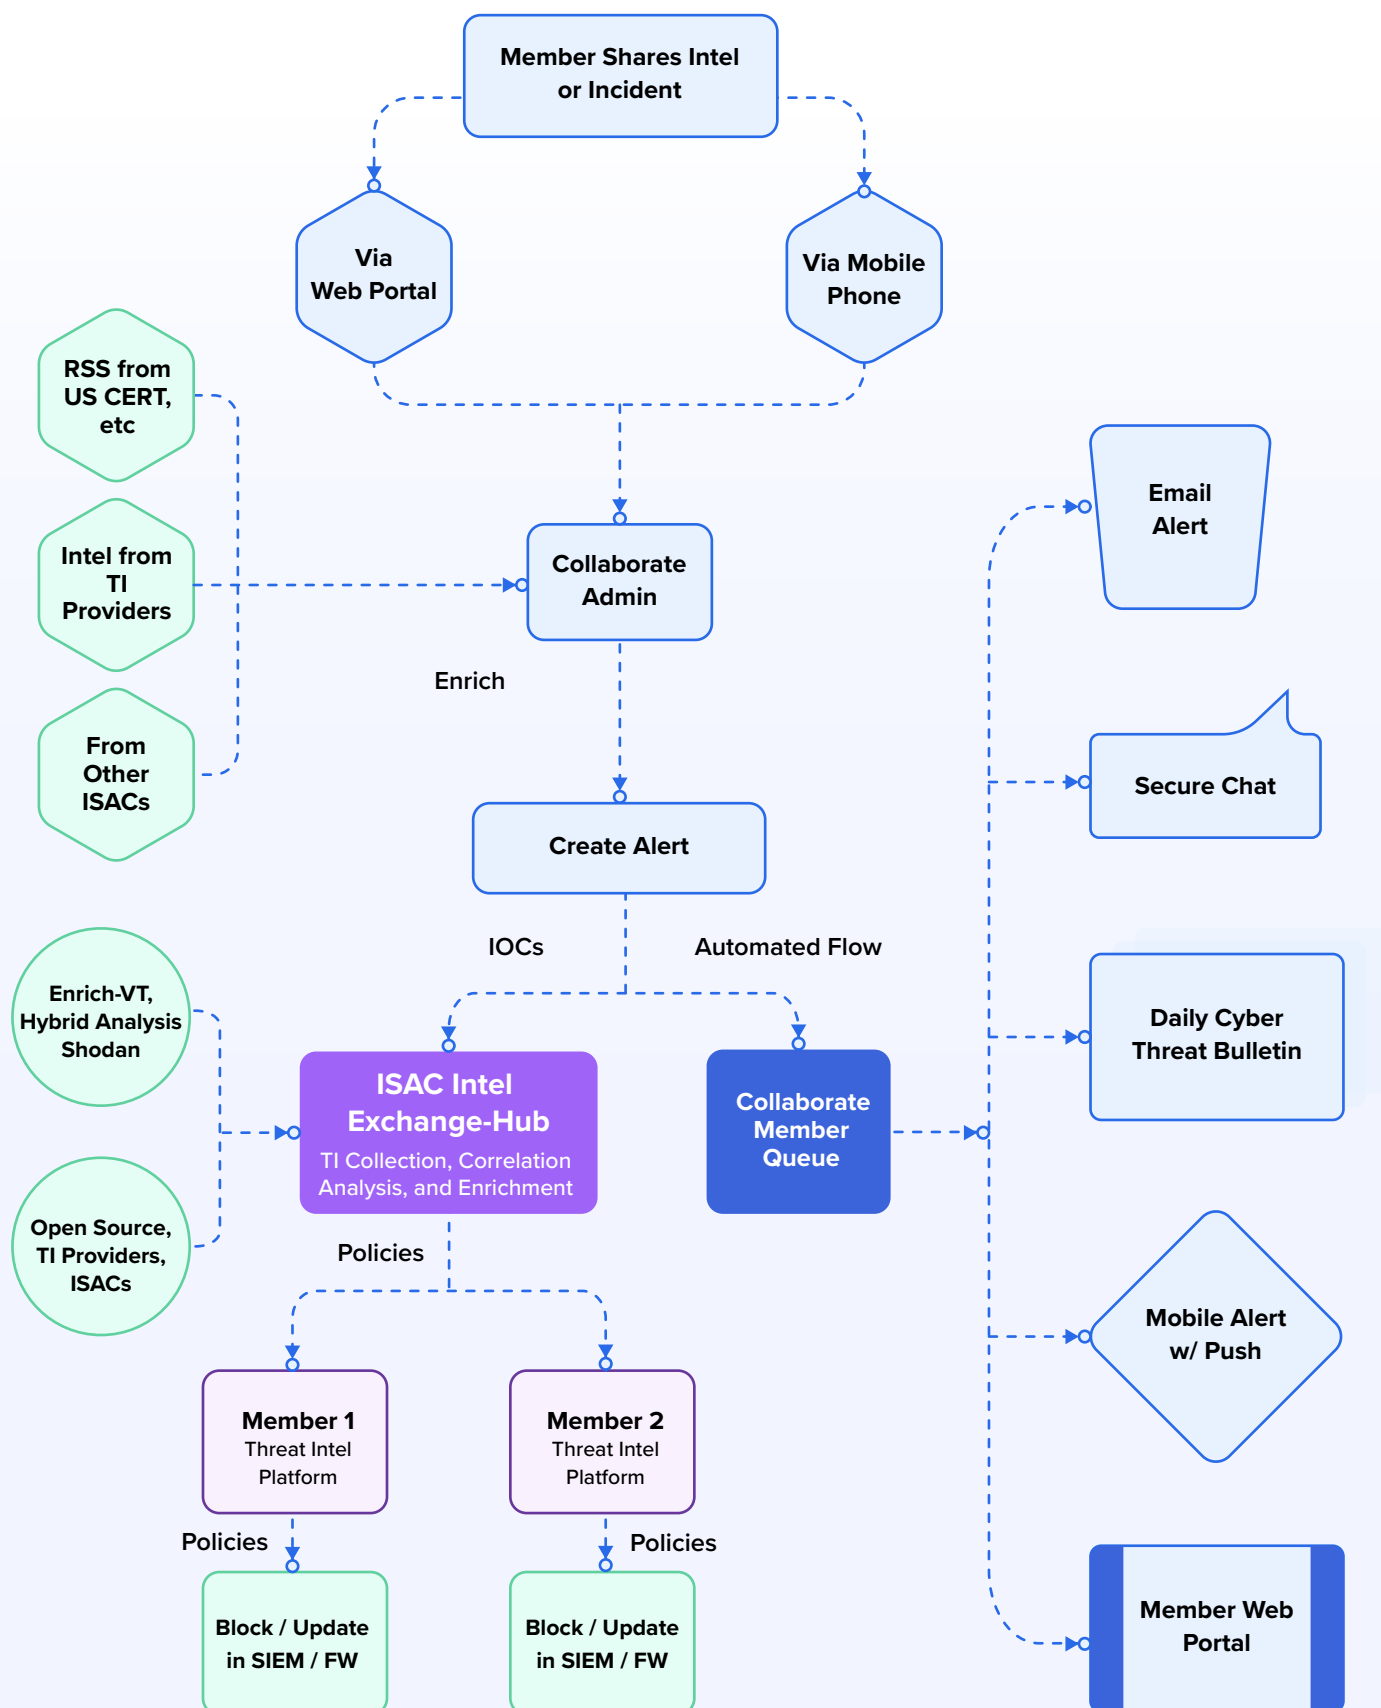 Member Shares Intel
or Incident
Via
Web Portal
Via Mobile
Phone
RSS from
US CERT,
etc
Intel from
TI
Providers
From
Other
ISACs
Collaborate
Admin
Enrich
Create Alert
IOCs
Automated Flow
Enrich-VT,
Hybrid Analysis
Shodan
Open Source,
TI Providers,
ISACs
ISAC Intel
Exchange-Hub
TI Collection, Correlation
Analysis, and Enrichment
Collaborate
Member
Queue
Policies
Member 1
Threat Intel
Platform
Member 2
Threat Intel
Platform
Policies
Policies
Block / Update
in SIEM / FW
Block / Update
in SIEM / FW
Email
Alert
Secure Chat
Daily Cyber
Threat Bulletin
Mobile Alert
w/ Push
Member Web
Portal